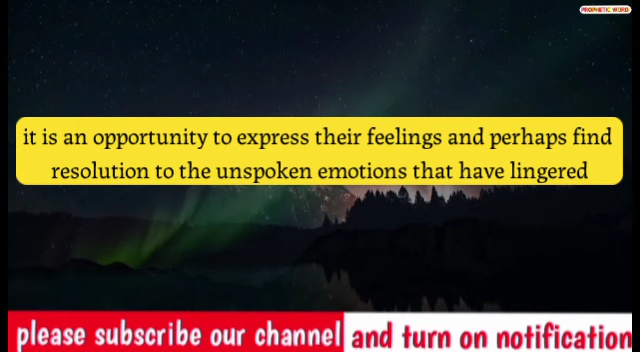 PROPHETIC WORD
it is an opportunity to express their feelings and perhaps find
resolution to the unspoken emotions that have lingered
please subscribe our channel and turn on notification